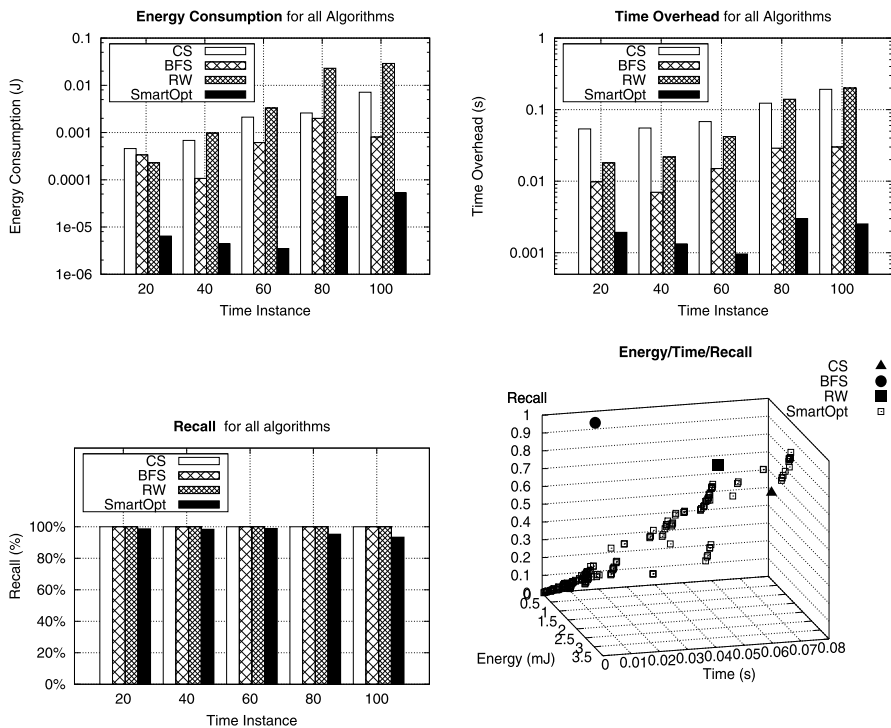 Energy Consumption for all Algorithms
Energy Consumption (J)
0.1
0.01
0.001
0.0001
1e-05
1e-06
CS
BFS
RW
SmartOpt
20 40 60 80 100
Time Instance
Time Overhead for all Algorithms
Time Overhead (s)
1
0.1
0.01
0.001
CS
BFS
RW
SmartOpt
20 40 60 80 100
Time Instance
Recall for all algorithms
Recall (%)
100%
80%
60%
40%
20%
0%
CS
BFS
RW
SmartOpt
20 40 60 80 100
Time Instance
Energy/Time/Recall
CS
BFS
RW
SmartOpt
Recall
1
0.9
0.8
0.7
0.6
0.5
0.4
0.3
0.2
0.1
0
0
0.5
1
1.5
2
2.5
3
3.5
Energy (mJ)
0 0.01 0.02 0.03 0.04 0.05 0.06 0.07 0.08
Time (s)